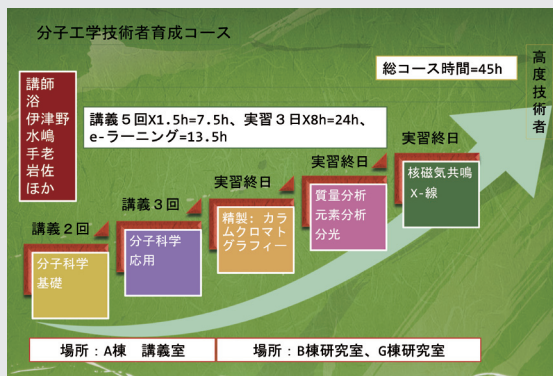 分子工学技術者育成コース
総コース時間=45h
高度技術者
講師
浴
伊津野
水嶋
手老
岩佐
ほか
講義5回X1.5h=7.5h、実習3日X8h=24h、
e-ラーニング=13.5h
講義2回
分子科学
基礎
講義3回
分子科学
応用
実習終日
精製: カラ
ムクロマト
グラフィー
実習終日
質量分析
元素分析
分光
実習終日
核磁気共鳴
X-線
場所：A棟　講義室
場所：B棟研究室、G棟研究室